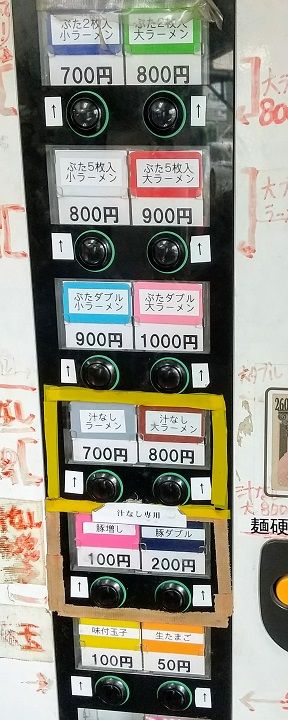 ぶた2枚入
小ラーメン
700円
ぶた2枚入
大ラーメン
800円
↑
↑
ぶた5枚入
小ラーメン
800円
ぶた5枚入
大ラーメン
900円
↑
↑
ぶたダブル
小ラーメン
900円
ぶたダブル
大ラーメン
1000円
↑
↑
汁なし
ラーメン
700円
汁なし
大ラーメン
800円
↑
↑
汁なし専用
豚増し
100円
豚ダブル
200円
↑
↑
味付玉子
100円
生たまご
50円
↑
↑
大ラ
800
260
麺硬